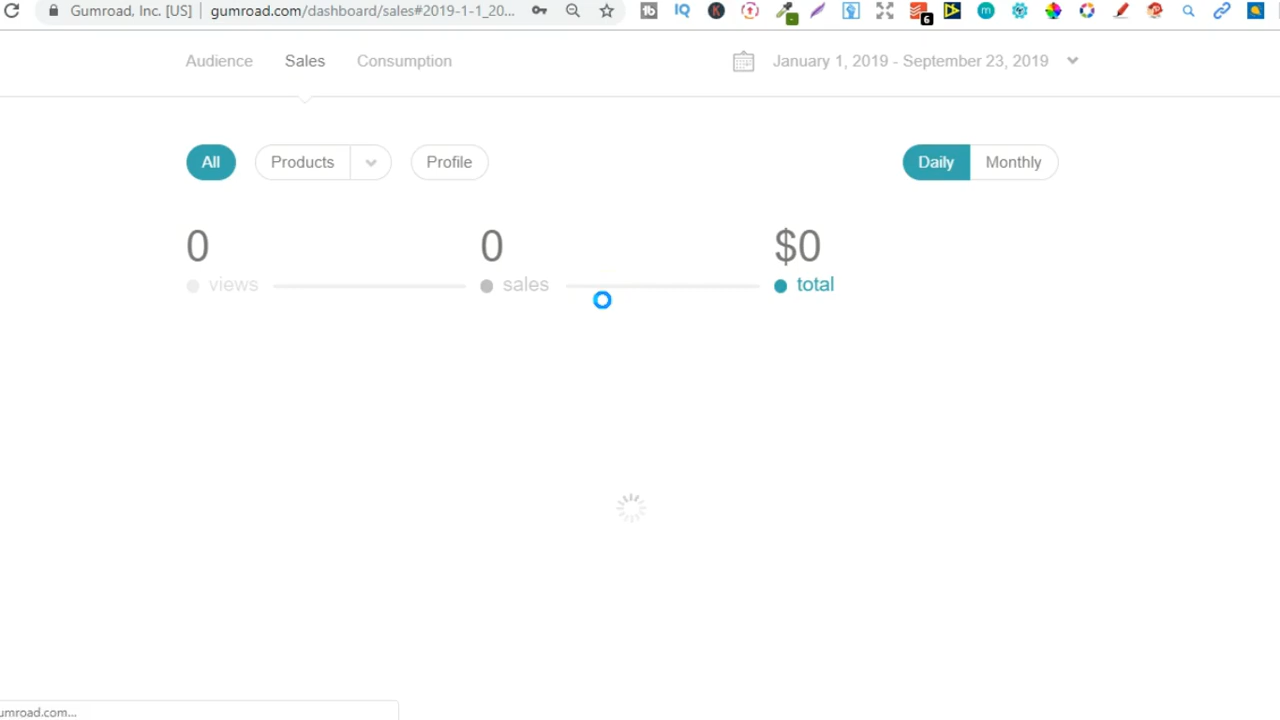 Gumroad, Inc. [US] | gumroad.com/dashboard/sales#2019-1-1_20...
6
Audience Sales Consumption January 1, 2019 - September 23, 2019
All Products Profile Daily Monthly
0 0 $0
views sales total
umroad.com...